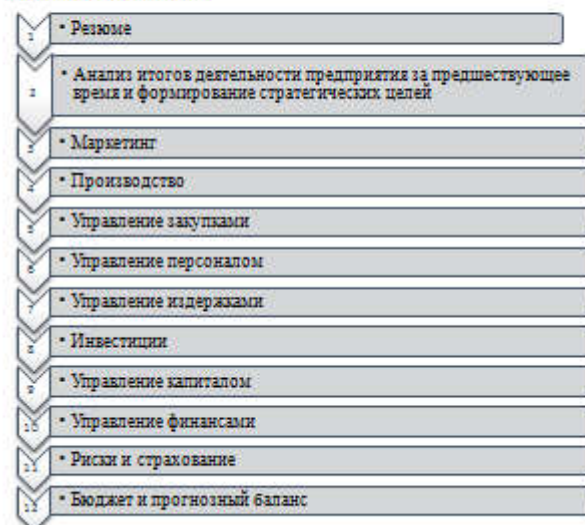 1 • Резюме
2 • Анализ итогов деятельности предприятия за предшествующее
время и формирование стратегических целей
3 • Маркетинг
4 • Производство
5 • Управление закупками
6 • Управление персоналом
7 • Управление издержками
8 • Инвестиции
9 • Управление капиталом
10 • Управление финансами
11 • Риски и страхование
12 • Бюджет и прогнозный баланс